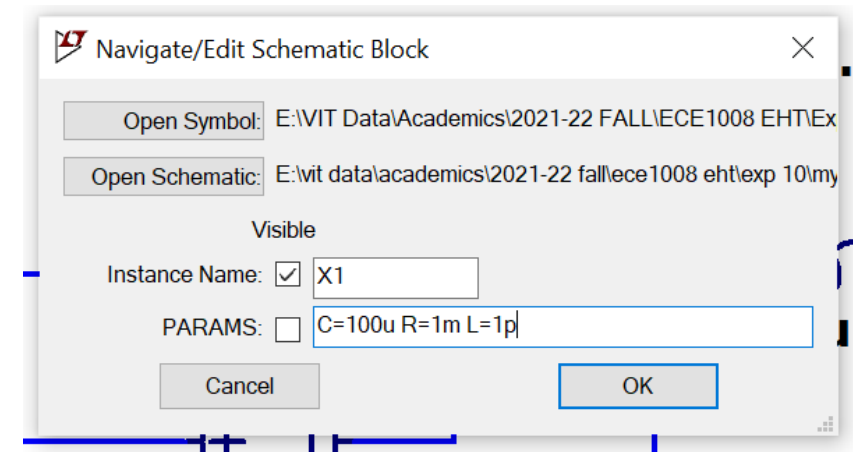 Navigate/Edit Schematic Block
Open Symbol: E:\VIT Data\Academics\2021-22 FALL\ECE1008 EHT\Ex
Open Schematic: E:\vit data\academics\2021-22 fall\ece1008 eht\exp 10\my
Visible
Instance Name: X1
PARAMS: C=100u R=1m L=1p
Cancel OK